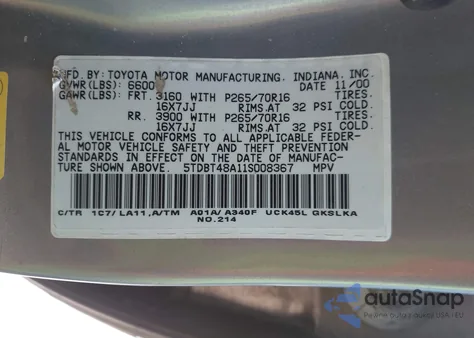 MFD. BY: TOYOTA MOTOR MANUFACTURING, INDIANA, INC.
GVWR(LBS): 6600 DATE 11/00
GAWR(LBS): FRT. 3160 WITH P265/70R16 TIRES.
16X7JJ RIMS.AT 32 PSI COLD.
RR. 3900 WITH P265/70R16 TIRES.
16X7JJ RIMS.AT 32 PSI COLD.
THIS VEHICLE CONFORMS TO ALL APPLICABLE FEDER-
AL MOTOR VEHICLE SAFETY AND THEFT PREVENTION
STANDARDS IN EFFECT ON THE DATE OF MANUFAC-
TURE SHOWN ABOVE. 5TDBT48A11S008367 MPV
C/TR 1C7/LA11,A/TM A01A/A340F UCK45L GKSLKA
NO.214
autoSnap